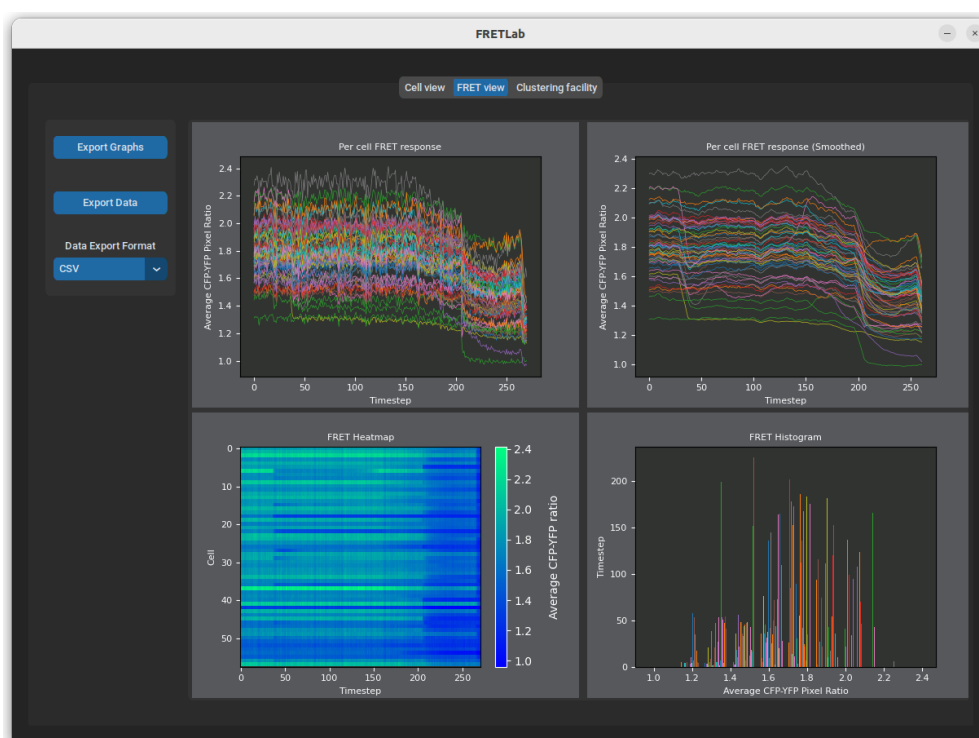 FRETLab
Cell view FRET view Clustering facility
Export Graphs
Export Data
Data Export Format
CSV
Per cell FRET response
2.4
2.2
2.0
1.8
1.6
1.4
1.2
1.0
Average CFP-YFP Pixel Ratio
0 50 100 150 200 250
Timestep
Per cell FRET response (Smoothed)
2.4
2.2
2.0
1.8
1.6
1.4
1.2
1.0
Average CFP-YFP Pixel Ratio
0 50 100 150 200 250
Timestep
FRET Heatmap
0
10
20
30
40
50
Cell
0 50 100 150 200 250
Timestep
2.4
2.2
2.0
1.8
1.6
1.4
1.2
1.0
Average CFP-YFP ratio
FRET Histogram
200
150
100
50
0
Timestep
1.0 1.2 1.4 1.6 1.8 2.0 2.2 2.4
Average CFP-YFP Pixel Ratio